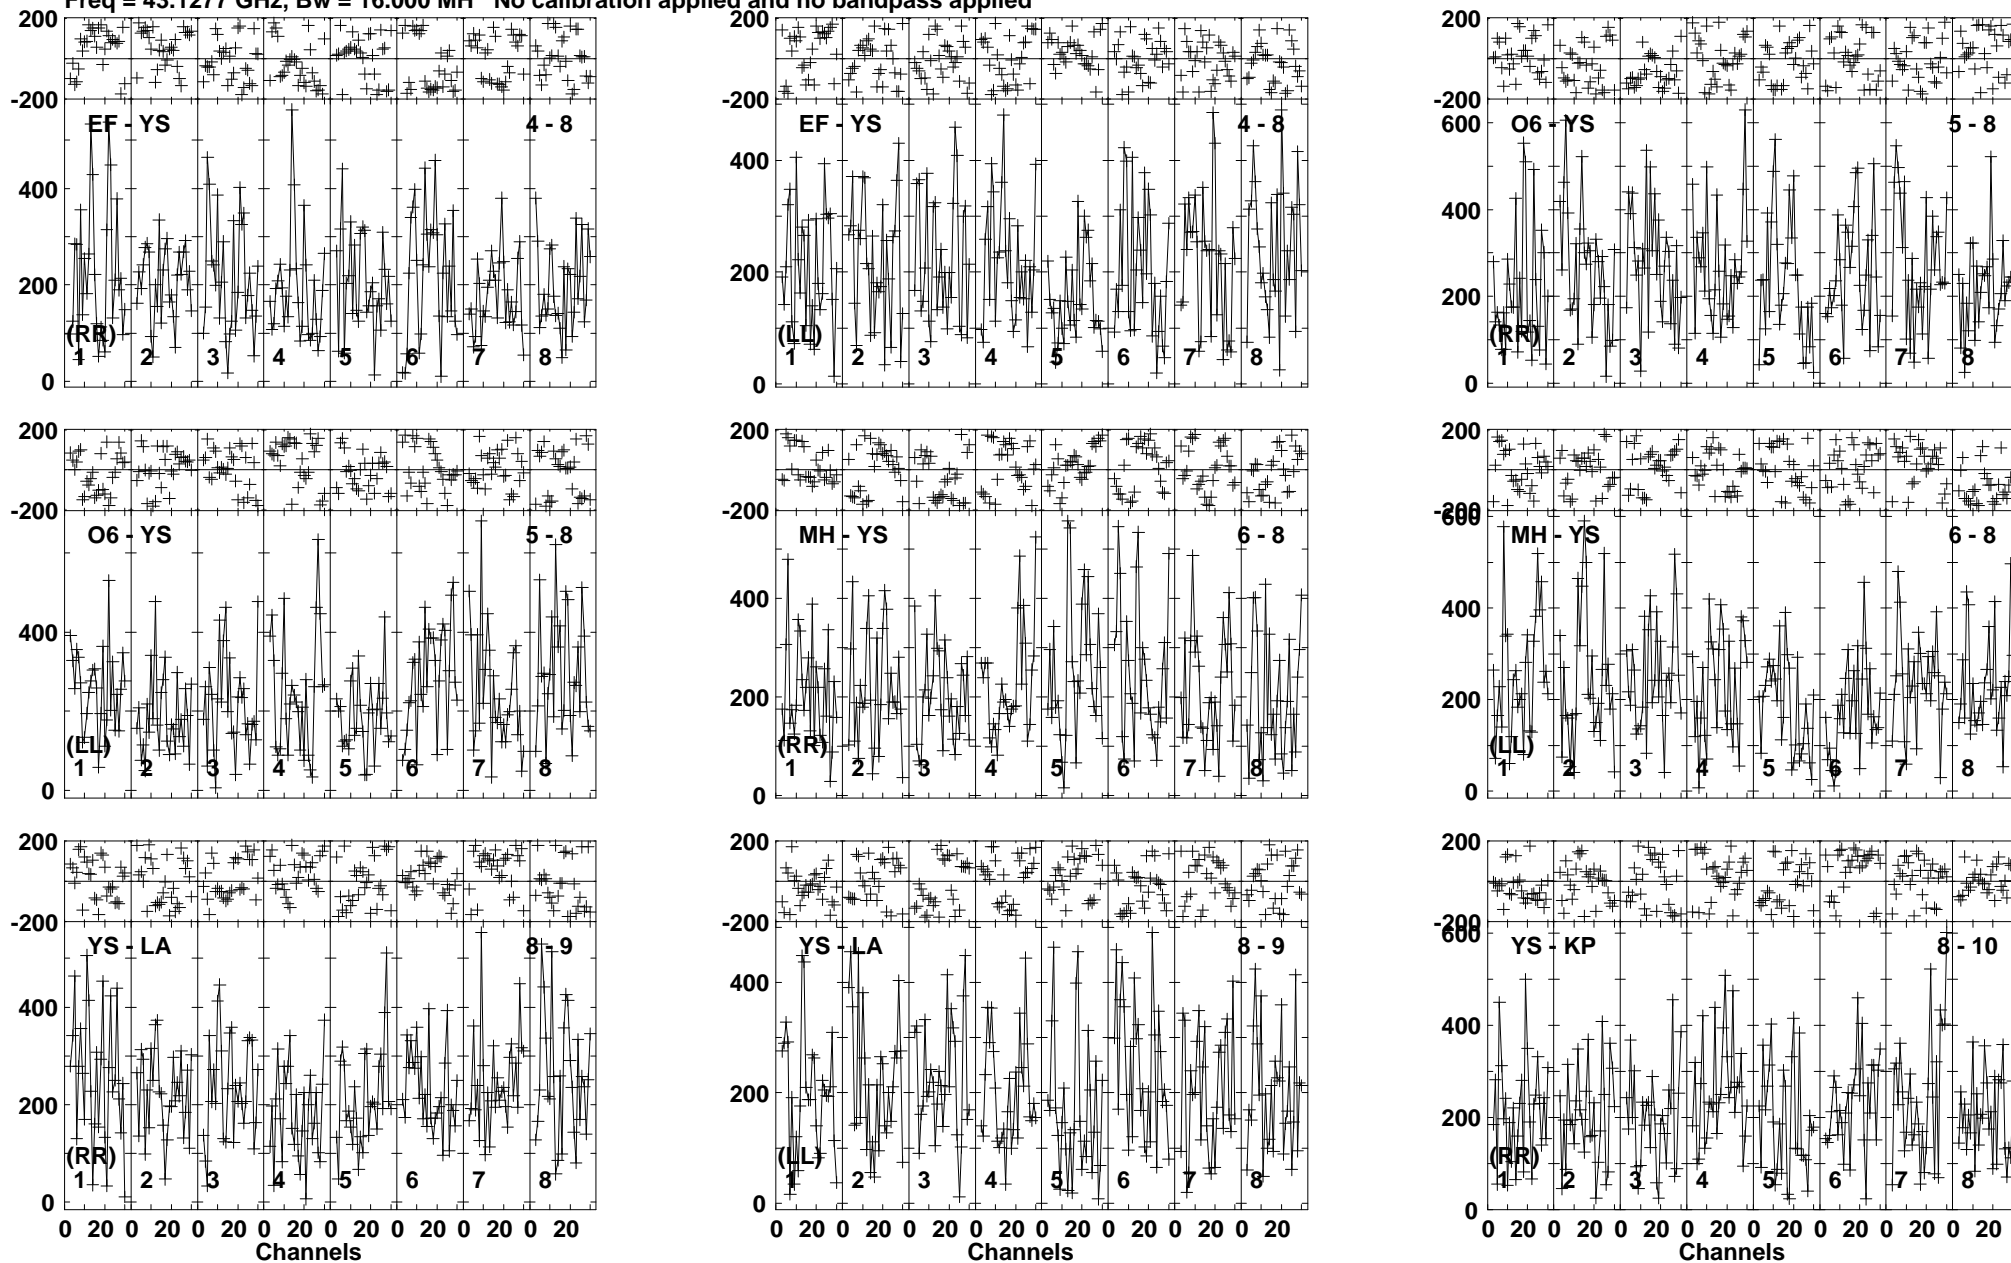 Freq = 43.1277 GHz, Bw = 16.000 MH No calibration applied and no bandpass applied
200 200 200
-200 -200 -200
EF - YS 4 - 8 EF - YS 4 - 8 O6 - YS 5 - 8
600
400 400 400
200 200 200
(RR) (LL) (RR)
1 2 3 4 5 6 7 8 1 2 3 4 5 6 7 8 1 2 3 4 5 6 7 8
0 0 0
200 200 200
-200 -200 -200
600
O6 - YS 5 - 8 MH - YS 6 - 8 MH - YS 6 - 8
400 400 400
200 200
(LL) (RR) (LL)
1 2 3 4 5 6 7 8 1 2 3 4 5 6 7 8 1 2 3 4 5 6 7 8
0 0 0
200 200 200
-200 -200 -200
600
YS - LA 8 - 9 YS - LA 8 - 9 YS - KP 8 - 10
400 400 400
200 200 200
(RR) (LL) (RR)
1 2 3 4 5 6 7 8 1 2 3 4 5 6 7 8 1 2 3 4 5 6 7 8
0 0 0
0 20 0 20 0 20 0 20 0 20 0 20 0 20 0 20 0 20 0 20 0 20 0 20 0 20 0 20 0 20 0 20 0 20 0 20 0 20 0 20 0 20 0 20 0 20 0 20
Channels Channels Channels